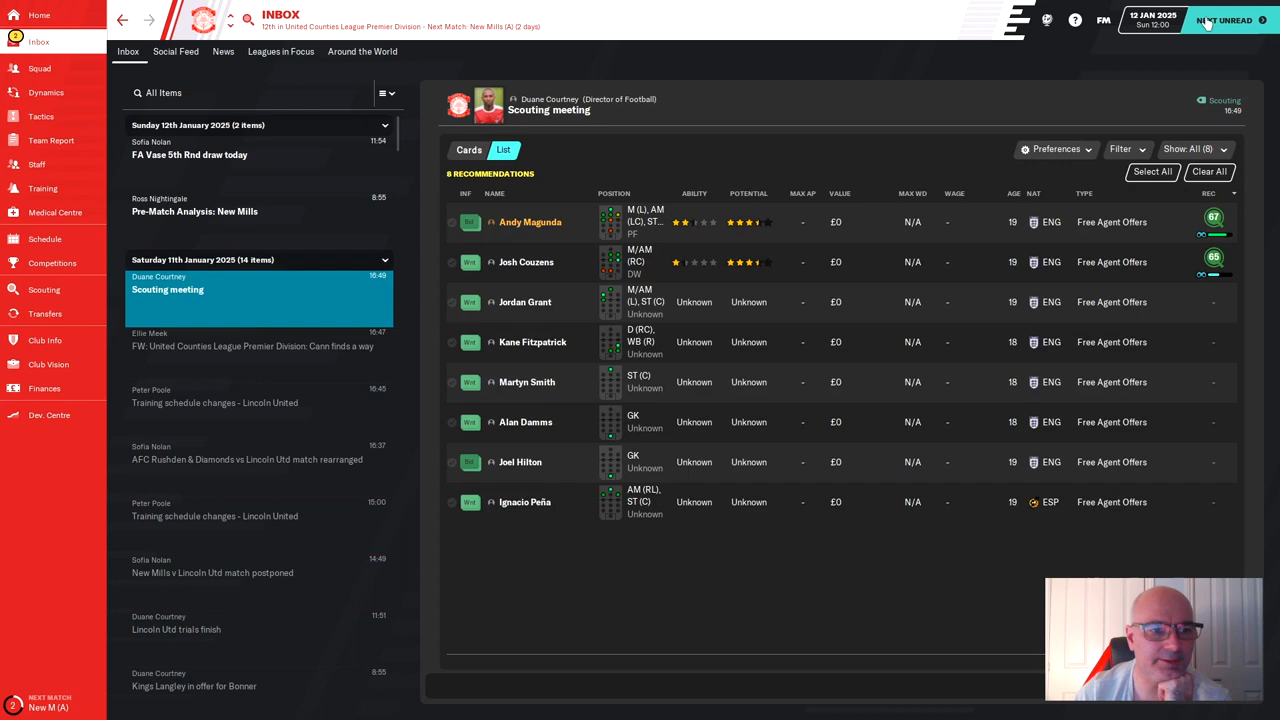 Home
2
Inbox
Squad
Dynamics
Tactics
Team Report
Staff
Training
Medical Centre
Schedule
Competitions
Scouting
Transfers
Club Info
Club Vision
Finances
Dev. Centre
2 NEXT MATCH
New M (A)
INBOX
12th in United Counties League Premier Division - Next Match: New Mills (A) (2 days)
?
FM
12 JAN 2025
Sun 12:00
NEXT UNREAD
Inbox Social Feed News Leagues in Focus Around the World
All Items
Sunday 12th January 2025 (2 items)
Sofia Nolan 11:54
FA Vase 5th Rnd draw today
Ross Nightingale 8:55
Pre-Match Analysis: New Mills
Saturday 11th January 2025 (14 items)
Duane Courtney 16:49
Scouting meeting
Ellie Meek 16:47
FW: United Counties League Premier Division: Cann finds a way
Peter Poole 16:45
Training schedule changes - Lincoln United
Sofia Nolan 16:37
AFC Rushden & Diamonds vs Lincoln Utd match rearranged
Peter Poole 15:00
Training schedule changes - Lincoln United
Sofia Nolan 14:49
New Mills v Lincoln Utd match postponed
Duane Courtney 11:51
Lincoln Utd trials finish
Duane Courtney 8:55
Kings Langley in offer for Bonner
Duane Courtney (Director of Football)
Scouting meeting
Scouting
16:49
Cards List
Preferences Filter Show: All (8)
8 RECOMMENDATIONS
Select All Clear All
INF NAME POSITION ABILITY POTENTIAL MAX AP VALUE MAX WD WAGE AGE NAT TYPE REC
Bid Andy Magunda M (L), AM (LC), ST... PF - £0 N/A - 19 ENG Free Agent Offers 67
Wnt Josh Couzens M/AM (RC) DW - £0 N/A - 19 ENG Free Agent Offers 65
Wnt Jordan Grant M/AM (L), ST (C) Unknown Unknown Unknown - £0 N/A - 19 ENG Free Agent Offers -
Wnt Kane Fitzpatrick D (RC), WB (R) Unknown Unknown Unknown - £0 N/A - 18 ENG Free Agent Offers -
Wnt Martyn Smith ST (C) Unknown Unknown Unknown - £0 N/A - 18 ENG Free Agent Offers -
Wnt Alan Damms GK Unknown Unknown Unknown - £0 N/A - 18 ENG Free Agent Offers -
Bid Joel Hilton GK Unknown Unknown Unknown - £0 N/A - 19 ENG Free Agent Offers -
Wnt Ignacio Peña AM (RL), ST (C) Unknown Unknown Unknown - £0 N/A - 19 ESP Free Agent Offers -